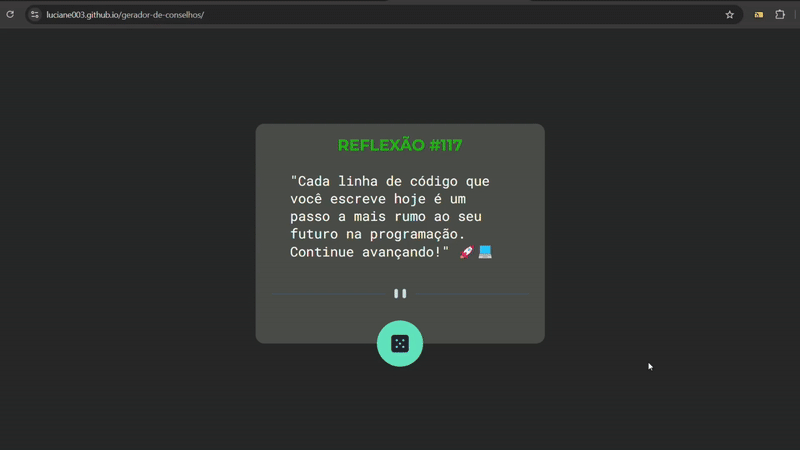 luciane003.github.io/gerador-de-conselhos/
REFLEXÃO #117
"Cada linha de código que
você escreve hoje é um
passo a mais rumo ao seu
futuro na programação.
Continue avançando!" 🚀💻